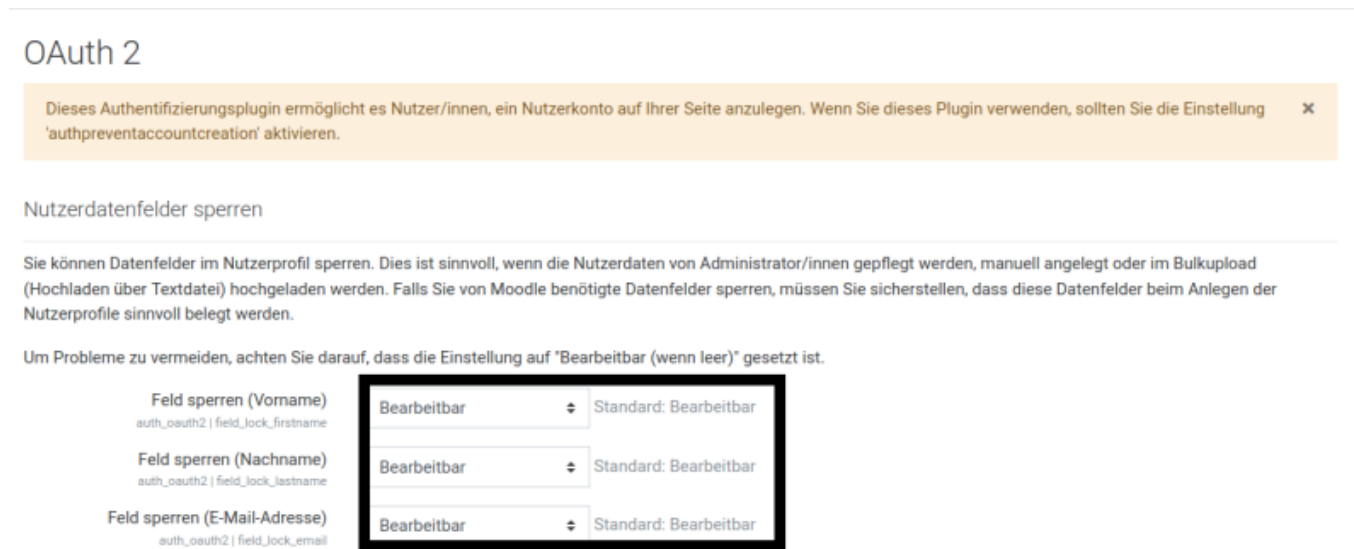 OAuth 2
Dieses Authentifizierungsplugin ermöglicht es Nutzer/innen, ein Nutzerkonto auf Ihrer Seite anzulegen. Wenn Sie dieses Plugin verwenden, sollten Sie die Einstellung
'authpreventaccountcreation' aktivieren.
Nutzerdatenfelder sperren
Sie können Datenfelder im Nutzerprofil sperren. Dies ist sinnvoll, wenn die Nutzerdaten von Administrator/innen gepflegt werden, manuell angelegt oder im Bulkupload
(Hochladen über Textdatei) hochgeladen werden. Falls Sie von Moodle benötigte Datenfelder sperren, müssen Sie sicherstellen, dass diese Datenfelder beim Anlegen der
Nutzerprofile sinnvoll belegt werden.
Um Probleme zu vermeiden, achten Sie darauf, dass die Einstellung auf "Bearbeitbar (wenn leer)" gesetzt ist.
Feld sperren (Vorname) Bearbeitbar Standard: Bearbeitbar
auth_oauth2 | field_lock_firstname
Feld sperren (Nachname) Bearbeitbar Standard: Bearbeitbar
auth_oauth2 | field_lock_lastname
Feld sperren (E-Mail-Adresse) Bearbeitbar Standard: Bearbeitbar
auth_oauth2 | field_lock_email